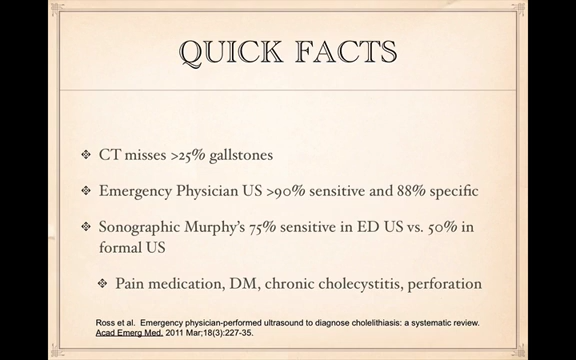 QUICK FACTS
CT misses >25% gallstones
Emergency Physician US >90% sensitive and 88% specific
Sonographic Murphy's 75% sensitive in ED US vs. 50% in
formal US
Pain medication, DM, chronic cholecystitis, perforation
Ross et al.  Emergency physician-performed ultrasound to diagnose cholelithiasis: a systematic review.
Acad Emerg Med. 2011 Mar;18(3):227-35.